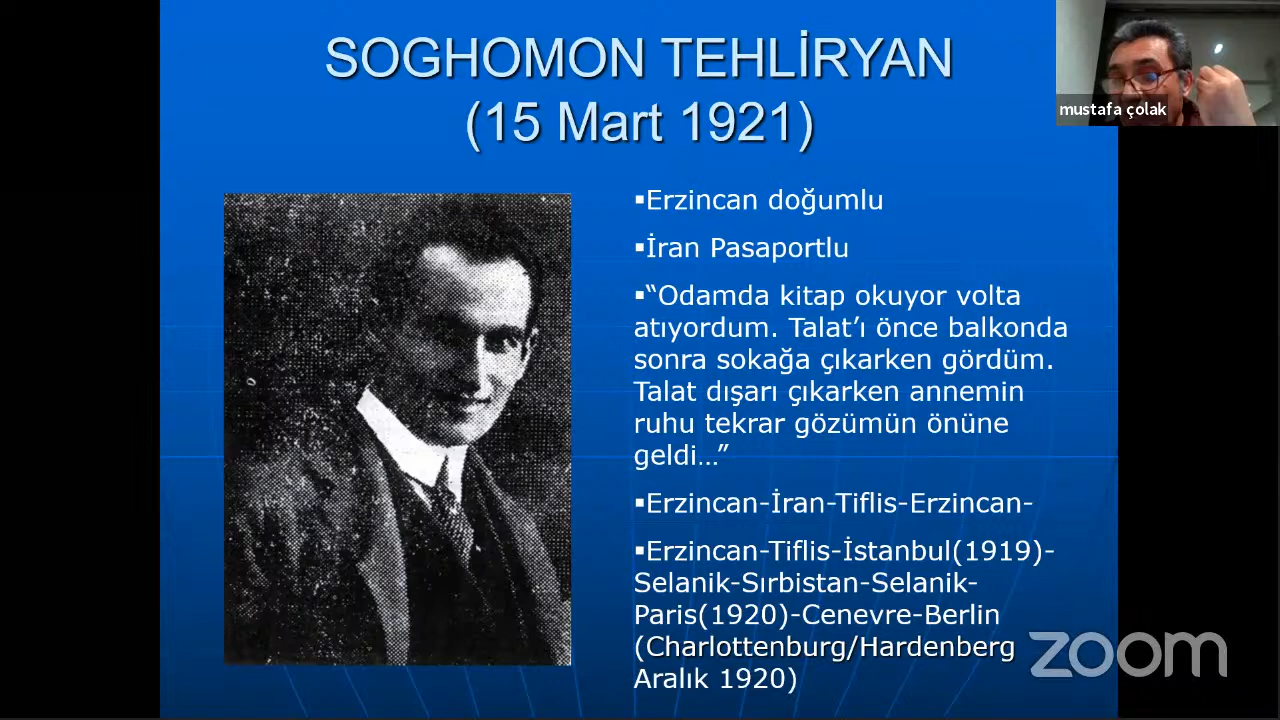 SOGHOMON TEHLİRYAN
(15 Mart 1921)
mustafa çolak
▪Erzincan doğumlu
▪İran Pasaportlu
▪“Odamda kitap okuyor volta
atıyordum. Talat’ı önce balkonda
sonra sokağa çıkarken gördüm.
Talat dışarı çıkarken annemin
ruhu tekrar gözümün önüne
geldi…”
▪Erzincan-İran-Tiflis-Erzincan-
▪Erzincan-Tiflis-İstanbul(1919)-
Selanik-Sırbistan-Selanik-
Paris(1920)-Cenevre-Berlin
(Charlottenburg/Hardenberg
Aralık 1920)
zoom